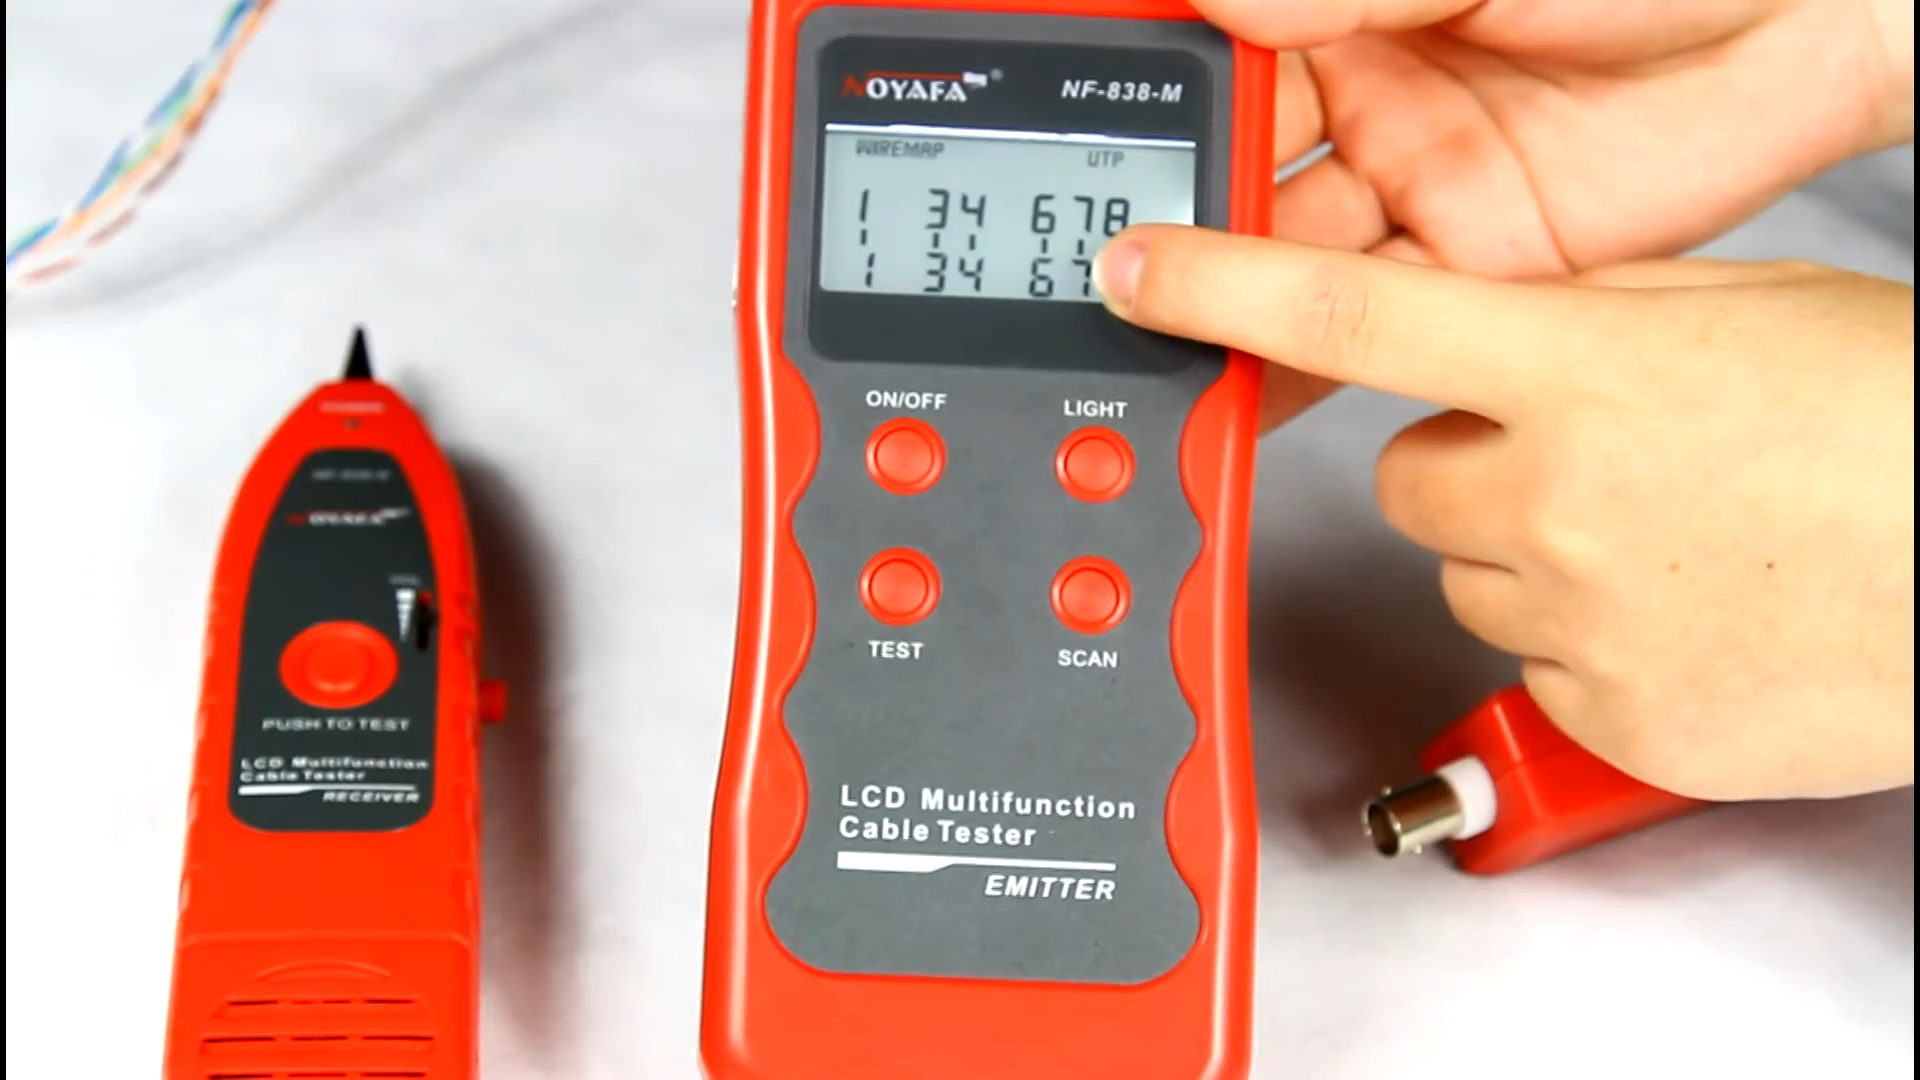 NOYAFA® NF-838-M
WIREMAP UTP
1 34 678
1 34 67
ON/OFF LIGHT
TEST SCAN
LCD Multifunction
Cable Tester
EMITTER
NOYAFA
PUSH TO TEST
LCD Multifunction
Cable Tester
RECEIVER